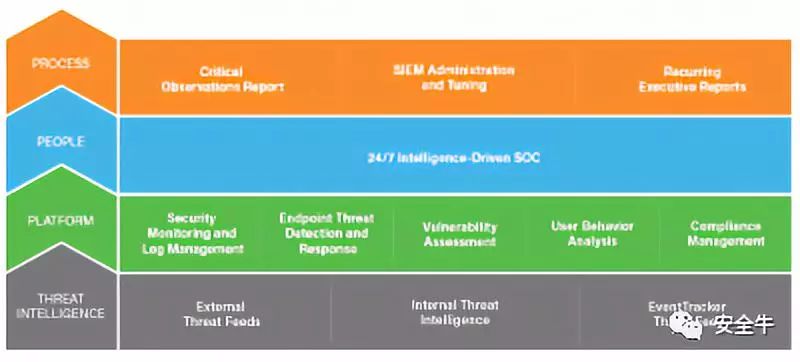 PROCESS
Critical
Observations Report
SIEM Administration
and Tuning
Recurring
Executive Reports
PEOPLE
24/7 Intelligence-Driven SOC
PLATFORM
Security
Monitoring and
Log Management
Endpoint Threat
Detection and
Response
Vulnerability
Assessment
User Behavior
Analysis
Compliance
Management
THREAT
INTELLIGENCE
External
Threat Feeds
Internal Threat
Intelligence
EventTracker
安全牛